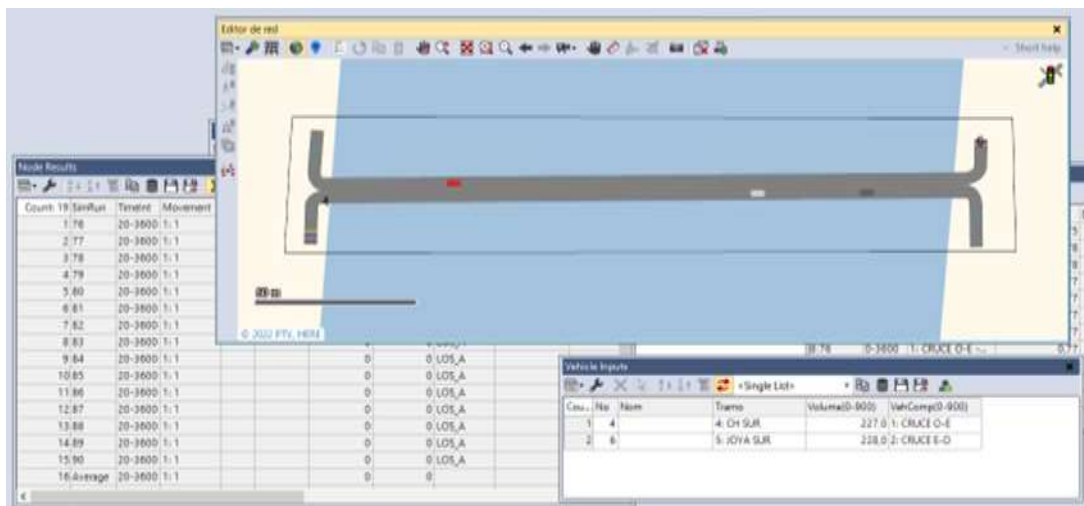 Editor de red
Short help
© 2022 PTV, HERE
Node Results
Count: 19 SimRun TimeInt Movement
1 76 20-3600 1: 1
2 77 20-3600 1: 1
3 78 20-3600 1: 1
4 79 20-3600 1: 1
5 80 20-3600 1: 1
6 81 20-3600 1: 1
7 82 20-3600 1: 1
8 83 20-3600 1: 1 0 0
9 84 20-3600 1: 1 0 0 LOS_A
10 85 20-3600 1: 1 0 0 LOS_A
11 86 20-3600 1: 1 0 0 LOS_A
12 87 20-3600 1: 1 0 0 LOS_A
13 88 20-3600 1: 1 0 0 LOS_A
14 89 20-3600 1: 1 0 0 LOS_A
15 90 20-3600 1: 1 0 0 LOS_A
16 Average 20-3600 1: 1 0 0
0-3600 1: CRUCE O-E 0,77
Vehicle Inputs
<Single List>
Cou... No Nom Tramo Volume(0-900) VehComp(0-900)
1 4 4: CH SUR 227,0 1: CRUCE O-E
2 6 5: JOYA SUR 228,0 2: CRUCE E-O